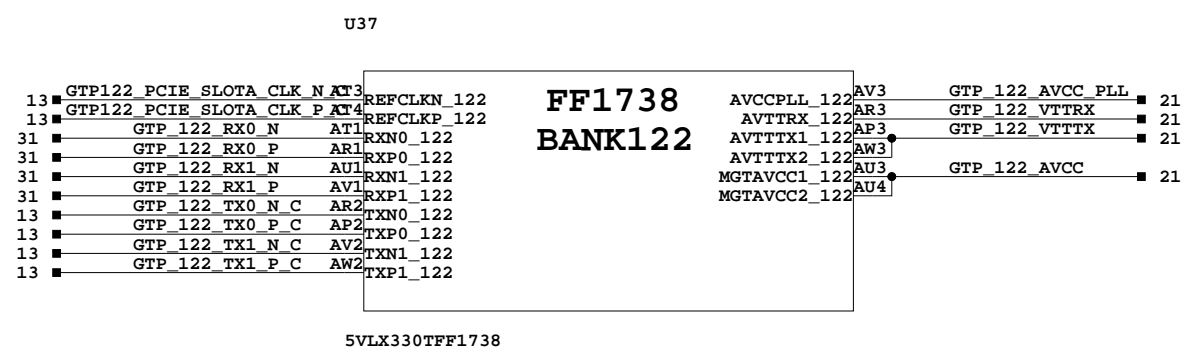 U37
GTP122_PCIE_SLOTA_CLK_N_C AT3
13 REFCLKN_122
GTP122_PCIE_SLOTA_CLK_P_C AT4
13 REFCLKP_122
GTP_122_RX0_N AT1
31 RXN0_122
GTP_122_RX0_P AR1
31 RXP0_122
GTP_122_RX1_N AU1
31 RXN1_122
GTP_122_RX1_P AV1
31 RXP1_122
GTP_122_TX0_N_C AR2
13 TXN0_122
GTP_122_TX0_P_C AP2
13 TXP0_122
GTP_122_TX1_N_C AV2
13 TXN1_122
GTP_122_TX1_P_C AW2
13 TXP1_122
FF1738
BANK122
AV3 GTP_122_AVCC_PLL
AVCCPLL_122 21
AR3 GTP_122_VTTRX
AVTTRX_122 21
AP3 GTP_122_VTTTX
AVTTTX1_122 21
AW3
AVTTTX2_122
AU3 GTP_122_AVCC
MGTAVCC1_122 21
AU4
MGTAVCC2_122
5VLX330TFF1738